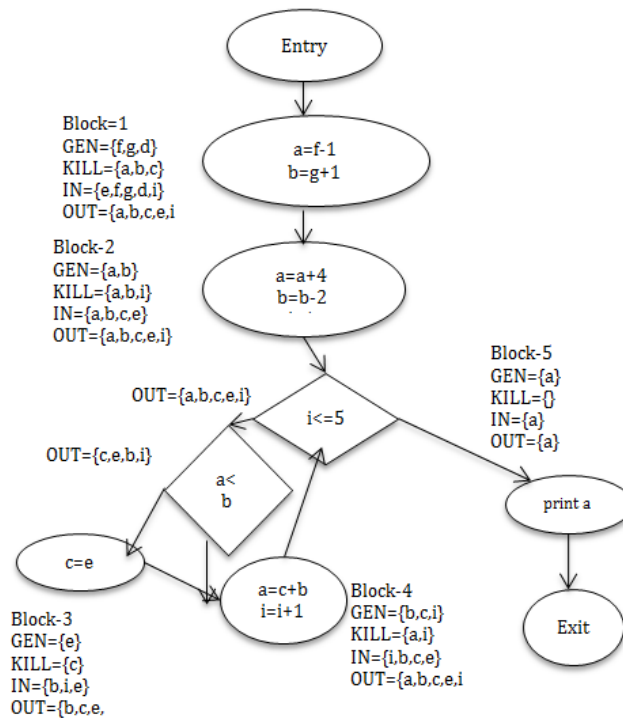 Entry
Block=1
GEN={f,g,d}
KILL={a,b,c}
IN={e,f,g,d,i}
OUT={a,b,c,e,i
a=f-1
b=g+1
Block-2
GEN={a,b}
KILL={a,b,i}
IN={a,b,c,e}
OUT={a,b,c,e,i}
a=a+4
b=b-2
Block-5
GEN={a}
KILL={}
IN={a}
OUT={a}
OUT={a,b,c,e,i}
i<=5
OUT={c,e,b,i}
a<
b
print a
c=e
a=c+b
i=i+1
Block-4
GEN={b,c,i}
KILL={a,i}
IN={i,b,c,e}
OUT={a,b,c,e,i
Exit
Block-3
GEN={e}
KILL={c}
IN={b,i,e}
OUT={b,c,e,